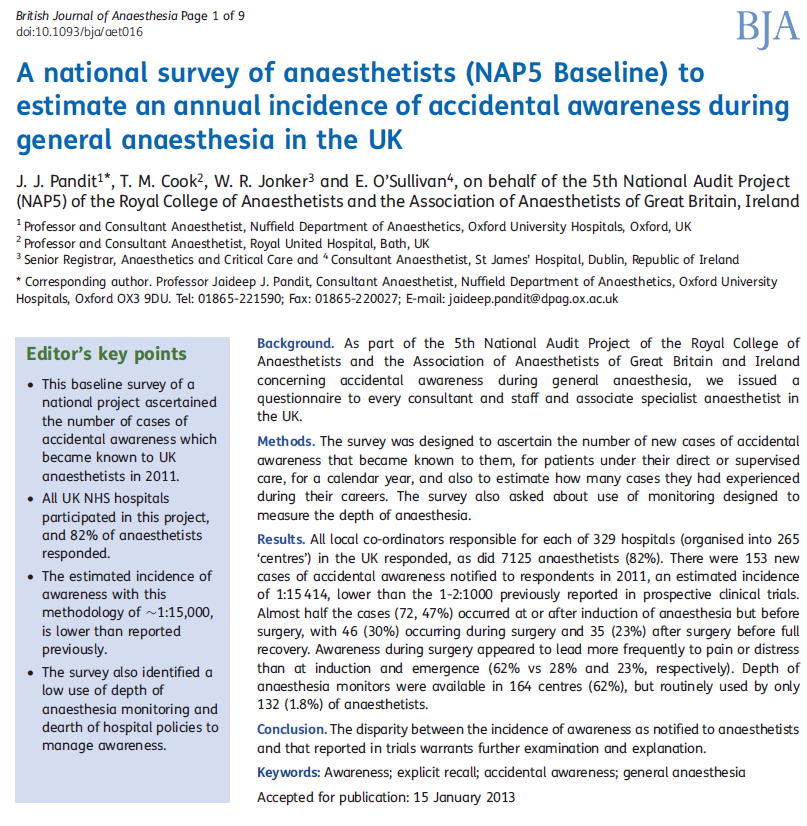 British Journal of Anaesthesia Page 1 of 9
doi:10.1093/bja/aet016
BJA
A national survey of anaesthetists (NAP5 Baseline) to
estimate an annual incidence of accidental awareness during
general anaesthesia in the UK
J. J. Pandit1*, T. M. Cook2, W. R. Jonker3 and E. O'Sullivan4, on behalf of the 5th National Audit Project
(NAP5) of the Royal College of Anaesthetists and the Association of Anaesthetists of Great Britain, Ireland
1 Professor and Consultant Anaesthetist, Nuffield Department of Anaesthetics, Oxford University Hospitals, Oxford, UK
2 Professor and Consultant Anaesthetist, Royal United Hospital, Bath, UK
3 Senior Registrar, Anaesthetics and Critical Care and 4 Consultant Anaesthetist, St James' Hospital, Dublin, Republic of Ireland
* Corresponding author. Professor Jaideep J. Pandit, Consultant Anaesthetist, Nuffield Department of Anaesthetics, Oxford University
Hospitals, Oxford OX3 9DU. Tel: 01865-221590; Fax: 01865-220027; E-mail: jaideep.pandit@dpag.ox.ac.uk
Editor's key points
• This baseline survey of a
national project ascertained
the number of cases of
accidental awareness which
became known to UK
anaesthetists in 2011.
• All UK NHS hospitals
participated in this project,
and 82% of anaesthetists
responded.
• The estimated incidence of
awareness with this
methodology of ~1:15,000,
is lower than reported
previously.
• The survey also identified a
low use of depth of
anaesthesia monitoring and
dearth of hospital policies to
manage awareness.
Background. As part of the 5th National Audit Project of the Royal College of
Anaesthetists and the Association of Anaesthetists of Great Britain and Ireland
concerning accidental awareness during general anaesthesia, we issued a
questionnaire to every consultant and staff and associate specialist anaesthetist in
the UK.
Methods. The survey was designed to ascertain the number of new cases of accidental
awareness that became known to them, for patients under their direct or supervised
care, for a calendar year, and also to estimate how many cases they had experienced
during their careers. The survey also asked about use of monitoring designed to
measure the depth of anaesthesia.
Results. All local co-ordinators responsible for each of 329 hospitals (organised into 265
'centres') in the UK responded, as did 7125 anaesthetists (82%). There were 153 new
cases of accidental awareness notified to respondents in 2011, an estimated incidence
of 1:15 414, lower than the 1-2:1000 previously reported in prospective clinical trials.
Almost half the cases (72, 47%) occurred at or after induction of anaesthesia but before
surgery, with 46 (30%) occurring during surgery and 35 (23%) after surgery before full
recovery. Awareness during surgery appeared to lead more frequently to pain or distress
than at induction and emergence (62% vs 28% and 23%, respectively). Depth of
anaesthesia monitors were available in 164 centres (62%), but routinely used by only
132 (1.8%) of anaesthetists.
Conclusion. The disparity between the incidence of awareness as notified to anaesthetists
and that reported in trials warrants further examination and explanation.
Keywords: Awareness; explicit recall; accidental awareness; general anaesthesia
Accepted for publication: 15 January 2013